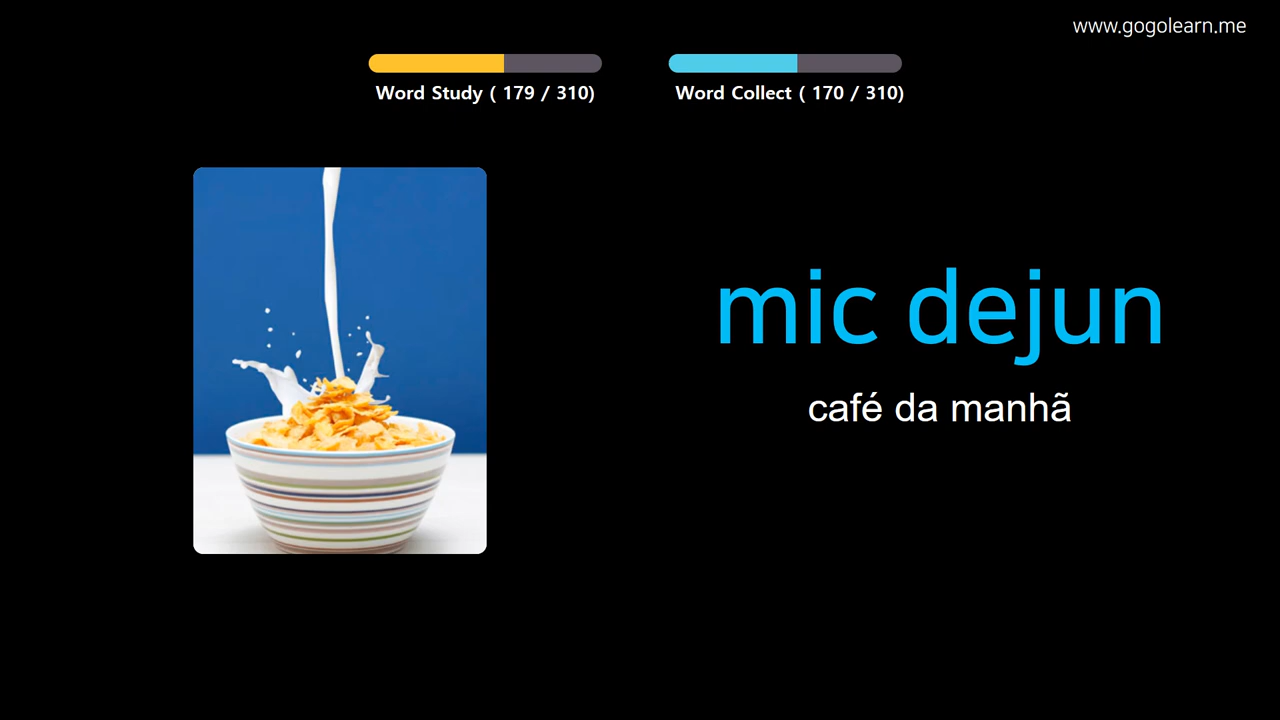 www.gogolearn.me
Word Study ( 179 / 310)
Word Collect ( 170 / 310)
mic dejun
café da manhã